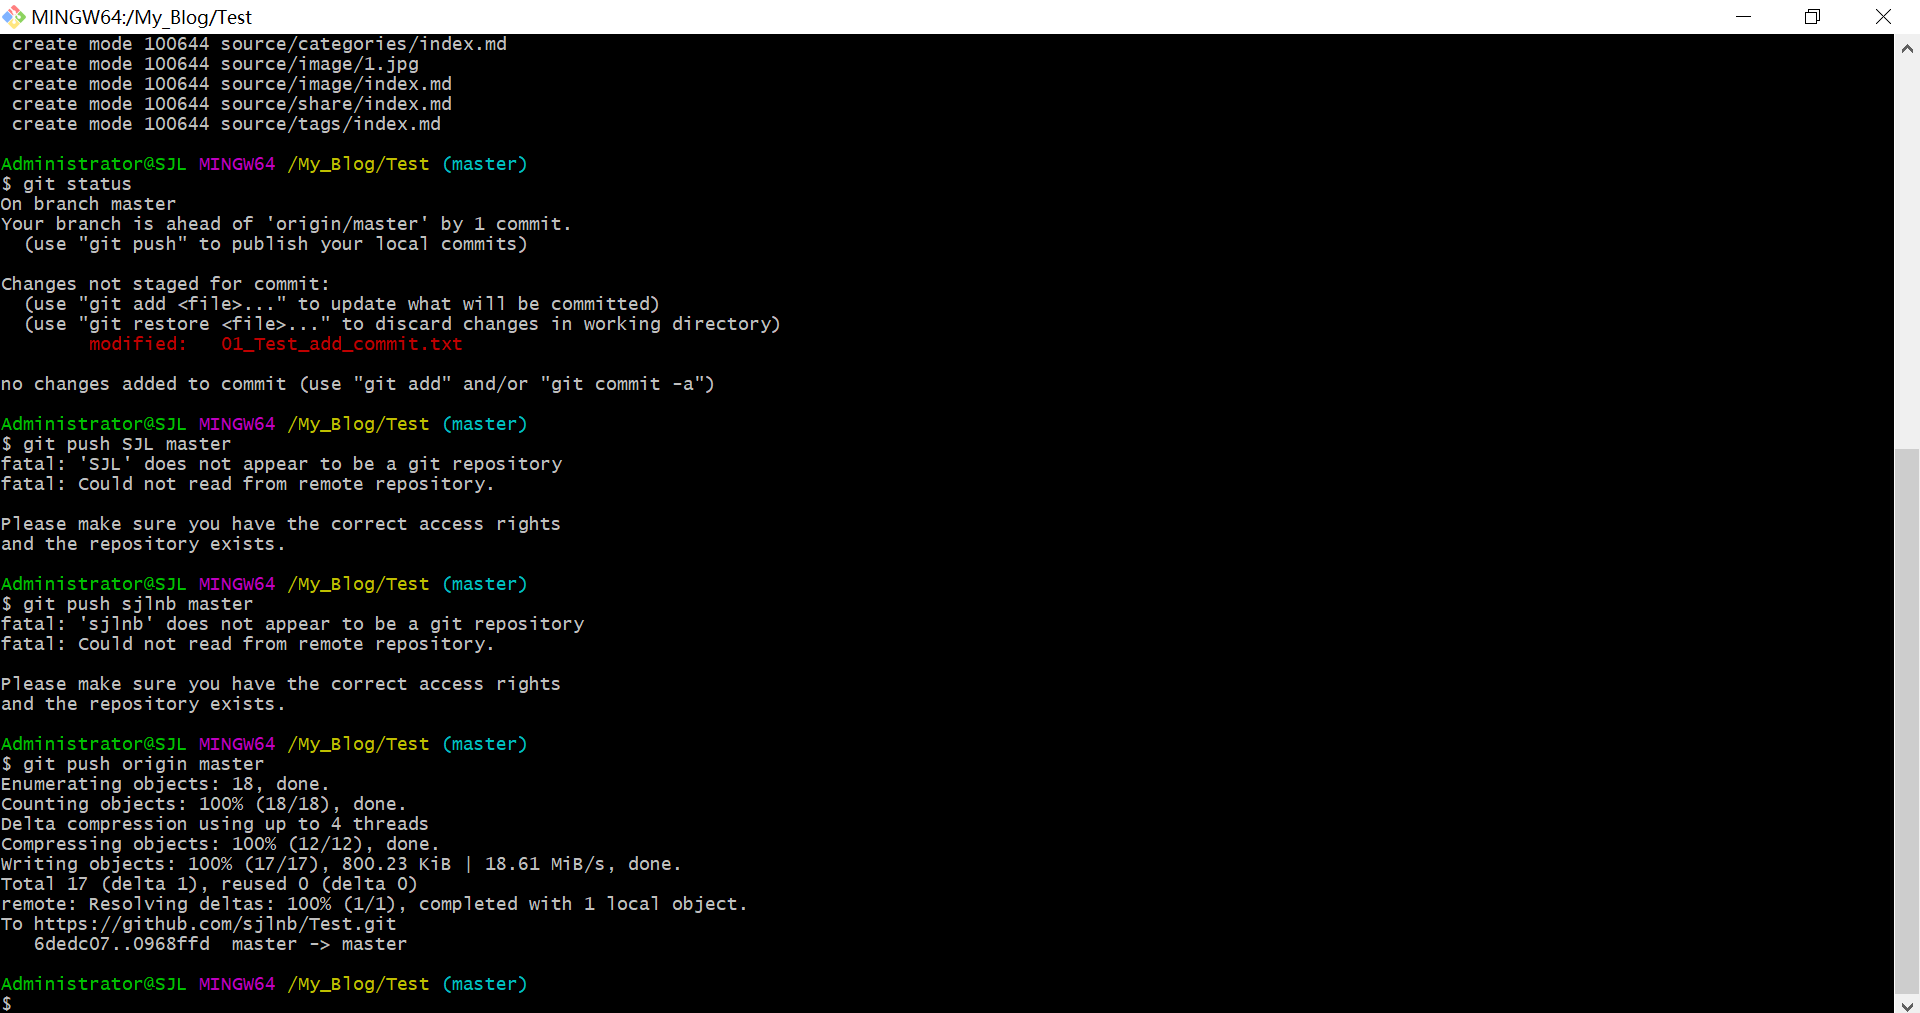 MINGW64:/My_Blog/Test
create mode 100644 source/categories/index.md
create mode 100644 source/image/1.jpg
create mode 100644 source/image/index.md
create mode 100644 source/share/index.md
create mode 100644 source/tags/index.md
Administrator@SJL MINGW64 /My_Blog/Test (master)
$ git status
On branch master
Your branch is ahead of 'origin/master' by 1 commit.
(use "git push" to publish your local commits)
Changes not staged for commit:
(use "git add <file>..." to update what will be committed)
(use "git restore <file>..." to discard changes in working directory)
modified:   01_Test_add_commit.txt
no changes added to commit (use "git add" and/or "git commit -a")
Administrator@SJL MINGW64 /My_Blog/Test (master)
$ git push SJL master
fatal: 'SJL' does not appear to be a git repository
fatal: Could not read from remote repository.
Please make sure you have the correct access rights
and the repository exists.
Administrator@SJL MINGW64 /My_Blog/Test (master)
$ git push sjlnb master
fatal: 'sjlnb' does not appear to be a git repository
fatal: Could not read from remote repository.
Please make sure you have the correct access rights
and the repository exists.
Administrator@SJL MINGW64 /My_Blog/Test (master)
$ git push origin master
Enumerating objects: 18, done.
Counting objects: 100% (18/18), done.
Delta compression using up to 4 threads
Compressing objects: 100% (12/12), done.
Writing objects: 100% (17/17), 800.23 KiB | 18.61 MiB/s, done.
Total 17 (delta 1), reused 0 (delta 0)
remote: Resolving deltas: 100% (1/1), completed with 1 local object.
To https://github.com/sjlnb/Test.git
6dedc07..0968ffd  master -> master
Administrator@SJL MINGW64 /My_Blog/Test (master)
$